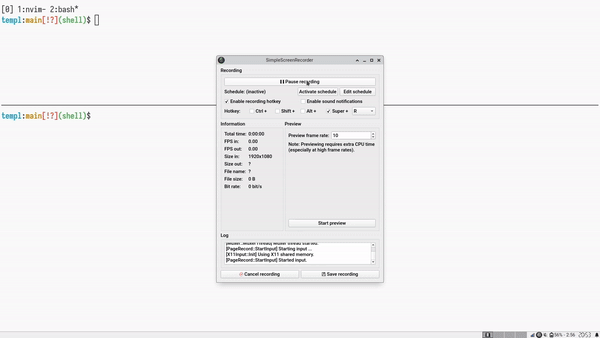 [0] 1:nvim- 2:bash*
templ:main[!?](shell)$
SimpleScreenRecorder
Recording
Pause recording
Schedule: (inactive)
Activate schedule
Edit schedule
Enable recording hotkey
Enable sound notifications
Hotkey:
Ctrl +
Shift +
Alt +
Super +
R
templ:main[!?](shell)$
Information
Preview
Total time: 0:00:00
FPS in: 0.00
FPS out: 0.00
Size in: 1920x1080
Size out: ?
File name: ?
File size: 0 B
Bit rate: 0 bit/s
Preview frame rate: 10
Note: Previewing requires extra CPU time
(especially at high frame rates).
Start preview
Log
[PageRecord::StartInput] Starting input ...
[X11Input::Init] Using X11 shared memory.
[PageRecord::StartInput] Started input.
Cancel recording
Save recording
56% - 2:56
20:53